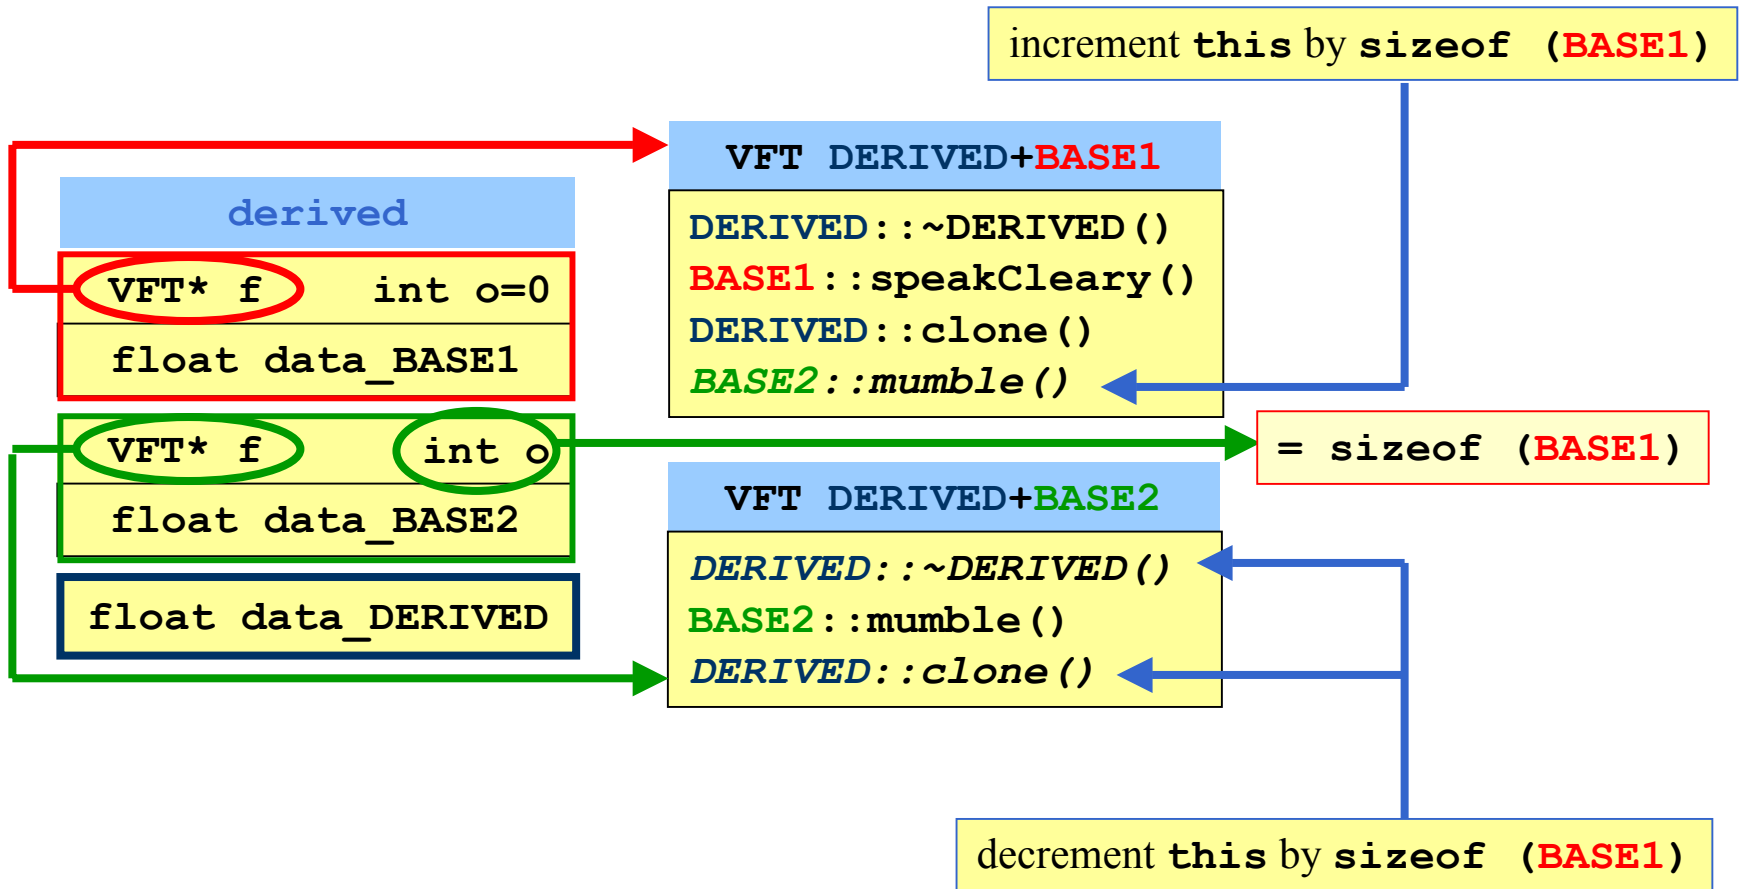 increment this by sizeof (BASE1)
VFT DERIVED+BASE1
DERIVED::~DERIVED()
BASE1::speakCleary()
DERIVED::clone()
BASE2::mumble()
derived
VFT* f int o=0
float data_BASE1
VFT* f int o
float data_BASE2
float data_DERIVED
= sizeof (BASE1)
VFT DERIVED+BASE2
DERIVED::~DERIVED()
BASE2::mumble()
DERIVED::clone()
decrement this by sizeof (BASE1)